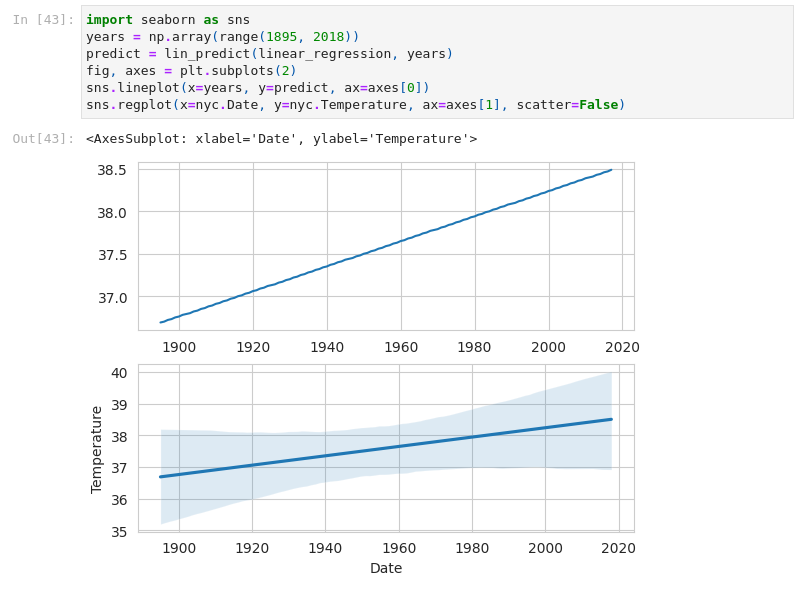 In [43]: import seaborn as sns
years = np.array(range(1895, 2018))
predict = lin_predict(linear_regression, years)
fig, axes = plt.subplots(2)
sns.lineplot(x=years, y=predict, ax=axes[0])
sns.regplot(x=nyc.Date, y=nyc.Temperature, ax=axes[1], scatter=False)
Out[43]: <AxesSubplot: xlabel='Date', ylabel='Temperature'>
38.5
38.0
37.5
37.0
1900 1920 1940 1960 1980 2000 2020
40
39
38
37
36
35
Temperature
1900 1920 1940 1960 1980 2000 2020
Date